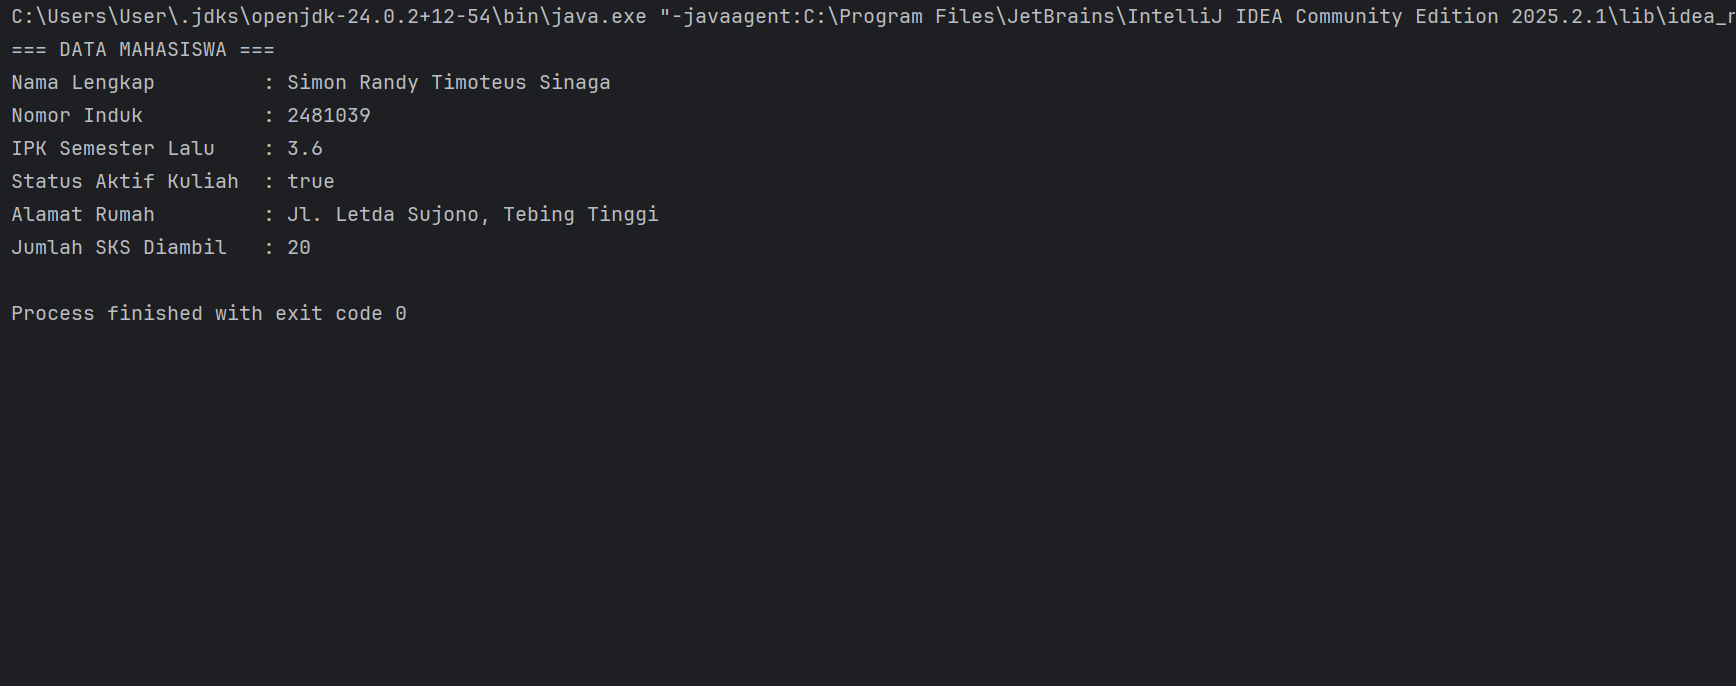 C:\Users\User\.jdks\openjdk-24.0.2+12-54\bin\java.exe "-javaagent:C:\Program Files\JetBrains\IntelliJ IDEA Community Edition 2025.2.1\lib\idea_r
=== DATA MAHASISWA ===
Nama Lengkap         : Simon Randy Timoteus Sinaga
Nomor Induk          : 2481039
IPK Semester Lalu    : 3.6
Status Aktif Kuliah  : true
Alamat Rumah         : Jl. Letda Sujono, Tebing Tinggi
Jumlah SKS Diambil   : 20
Process finished with exit code 0